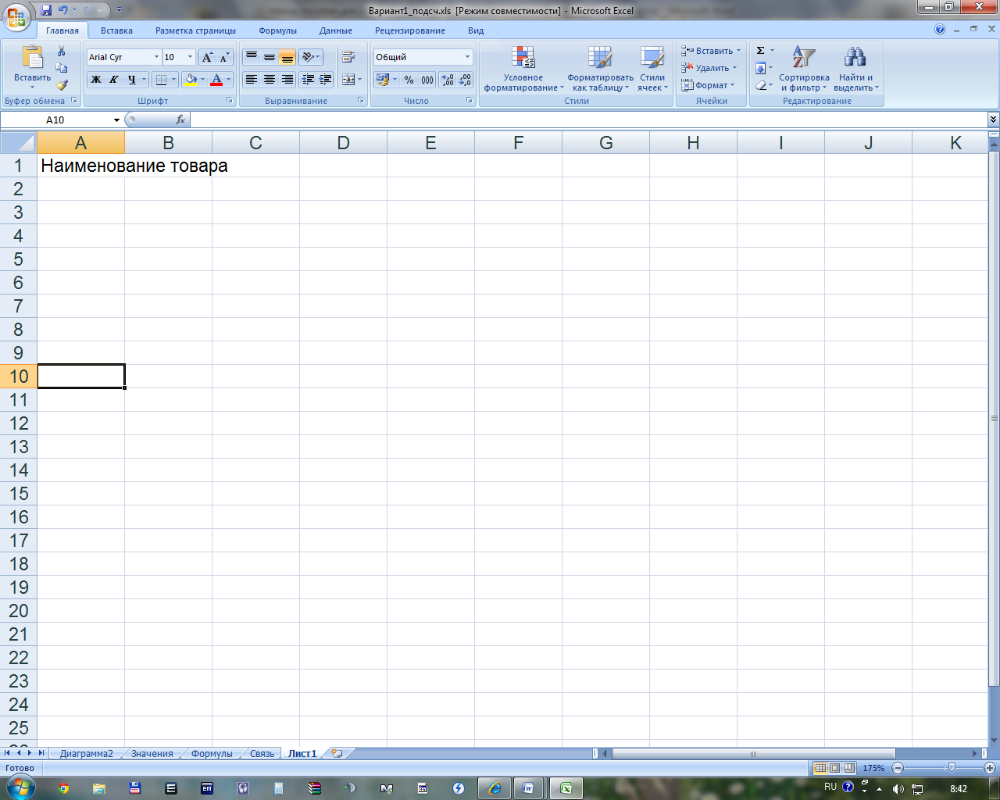 Вариант1_подсч.xls [Режим совместимости] - Microsoft Excel
Главная Вставка Разметка страницы Формулы Данные Рецензирование Вид
Вставить
Буфер обмена
Arial Cyr 10
Ж К Ч А
Шрифт
Выравнивание
Общий
% 000 ,00 ,00
Число
Условное форматирование
Форматировать как таблицу
Стили ячеек
Стили
Вставить
Удалить
Формат
Ячейки
Σ
Сортировка и фильтр
Найти и выделить
Редактирование
A10 fx
A B C D E F G H I J K
1 Наименование товара
2
3
4
5
6
7
8
9
10
11
12
13
14
15
16
17
18
19
20
21
22
23
24
25
Диаграмма2 Значения Формулы Связь Лист1
Готово 175%
RU 8:42